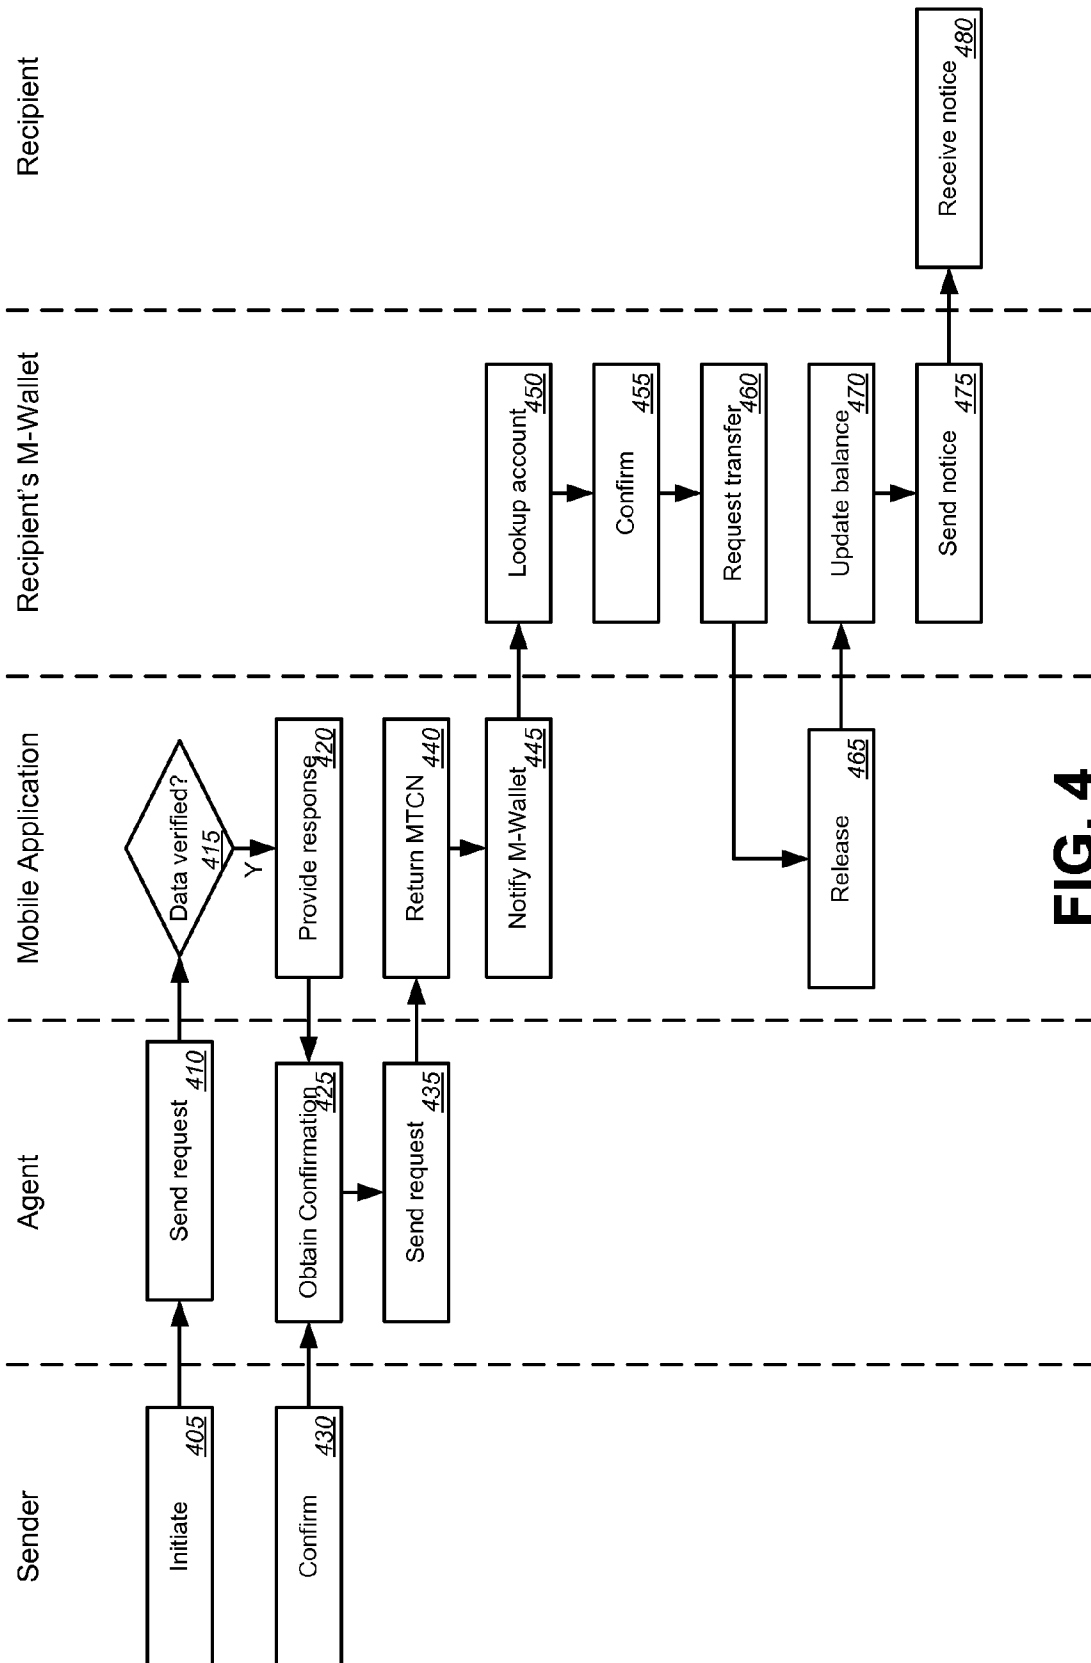 Sender
Agent
Mobile Application
Recipient's M-Wallet
Recipient
Initiate
405
Send request
410
Data verified?
415
Y
Confirm
430
Obtain Confirmation
425
Provide response
420
Send request
435
Return MTCN
440
Notify M-Wallet
445
Lookup account
450
Confirm
455
Request transfer
460
Release
465
Update balance
470
Send notice
475
Receive notice
480
FIG. 4